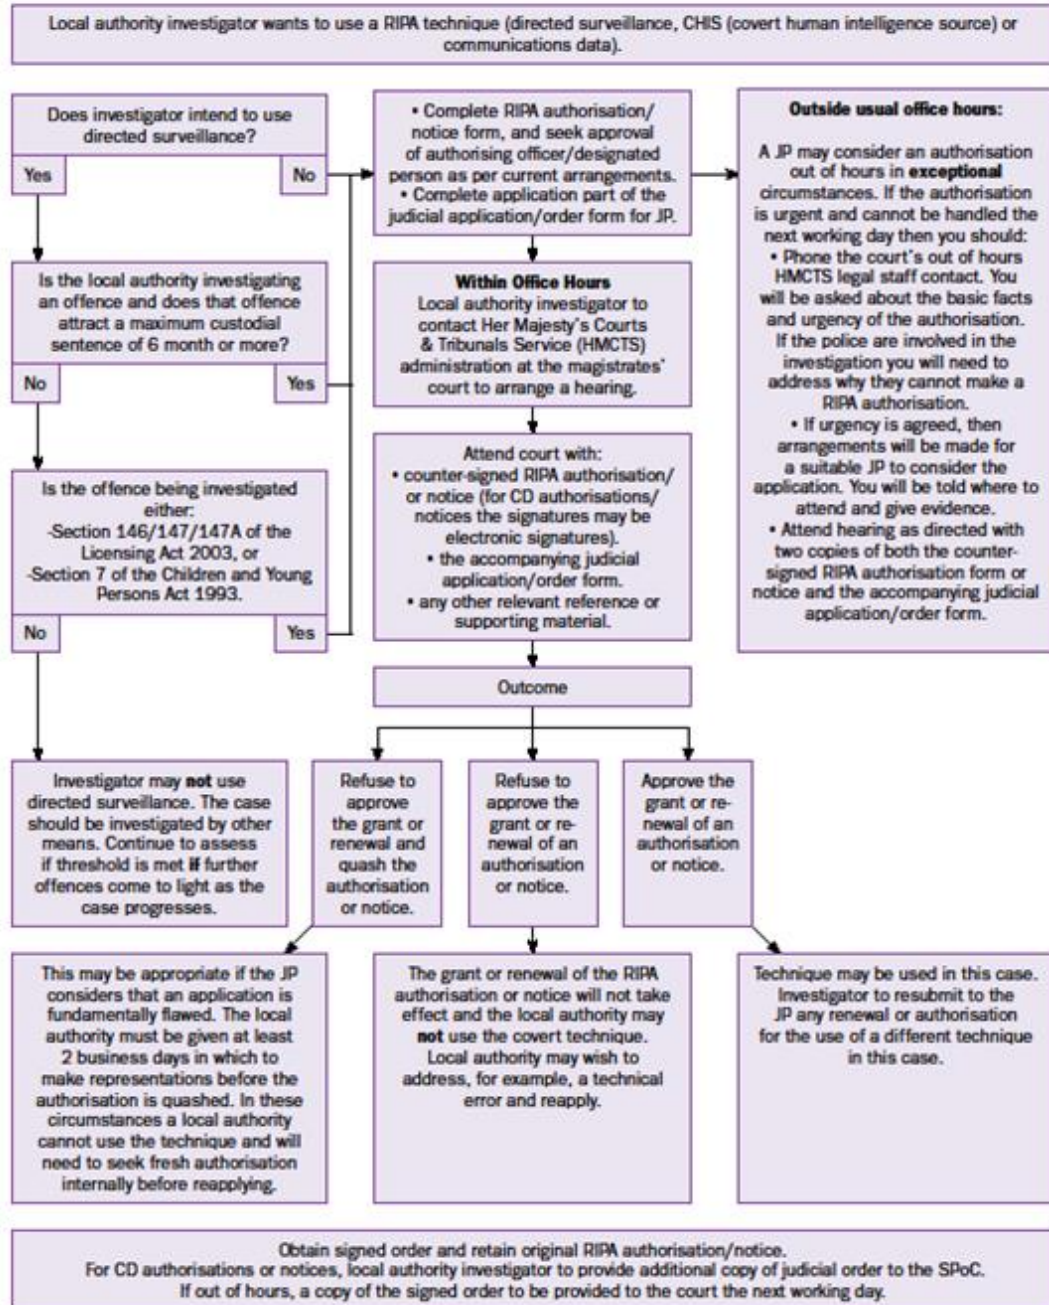 Local authority investigator wants to use a RIPA technique (directed surveillance, CHIS (covert human intelligence source) or
communications data).
Does investigator intend to use
directed surveillance?
Yes
No
Is the local authority investigating
an offence and does that offence
attract a maximum custodial
sentence of 6 month or more?
No
Yes
Is the offence being investigated
either:
-Section 146/147/147A of the
Licensing Act 2003, or
-Section 7 of the Children and Young
Persons Act 1993.
No
Yes
Investigator may not use
directed surveillance. The case
should be investigated by other
means. Continue to assess
if threshold is met if further
offences come to light as the
case progresses.
• Complete RIPA authorisation/
notice form, and seek approval
of authorising officer/designated
person as per current arrangements.
• Complete application part of the
judicial application/order form for JP.
Within Office Hours
Local authority investigator to
contact Her Majesty's Courts
& Tribunals Service (HMCTS)
administration at the magistrates'
court to arrange a hearing.
Attend court with:
• counter-signed RIPA authorisation/
or notice (for CD authorisations/
notices the signatures may be
electronic signatures).
• the accompanying judicial
application/order form.
• any other relevant reference or
supporting material.
Outside usual office hours:
A JP may consider an authorisation
out of hours in exceptional
circumstances. If the authorisation
is urgent and cannot be handled the
next working day then you should:
• Phone the court's out of hours
HMCTS legal staff contact. You
will be asked about the basic facts
and urgency of the authorisation.
If the police are involved in the
investigation you will need to
address why they cannot make a
RIPA authorisation.
• If urgency is agreed, then
arrangements will be made for
a suitable JP to consider the
application. You will be told where to
attend and give evidence.
• Attend hearing as directed with
two copies of both the counter-
signed RIPA authorisation form or
notice and the accompanying judicial
application/order form.
Outcome
Refuse to
approve
the grant or
renewal and
quash the
authorisation
or notice.
Refuse to
approve the
grant or re-
newal of an
authorisation
or notice.
Approve the
grant or re-
newal of an
authorisation
or notice.
This may be appropriate if the JP
considers that an application is
fundamentally flawed. The local
authority must be given at least
2 business days in which to
make representations before the
authorisation is quashed. In these
circumstances a local authority
cannot use the technique and will
need to seek fresh authorisation
internally before reapplying.
The grant or renewal of the RIPA
authorisation or notice will not take
effect and the local authority may
not use the covert technique.
Local authority may wish to
address, for example, a technical
error and reapply.
Technique may be used in this case.
Investigator to resubmit to the
JP any renewal or authorisation
for the use of a different technique
in this case.
Obtain signed order and retain original RIPA authorisation/notice.
For CD authorisations or notices, local authority investigator to provide additional copy of judicial order to the SPoC.
If out of hours, a copy of the signed order to be provided to the court the next working day.